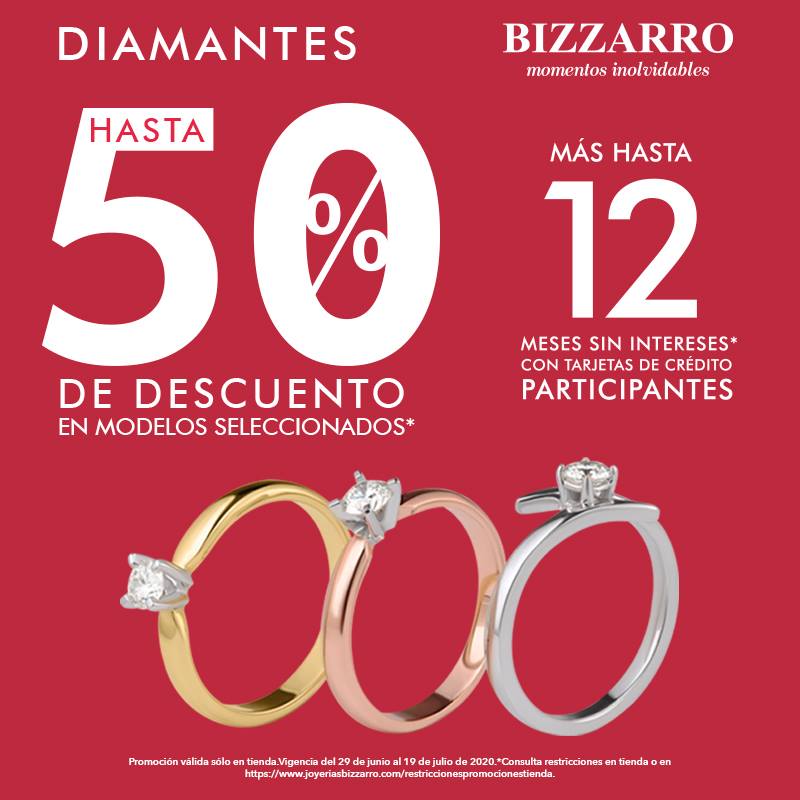 DIAMANTES
BIZZARRO
momentos inolvidables
HASTA
50%
DE DESCUENTO
EN MODELOS SELECCIONADOS*
MÁS HASTA
12
MESES SIN INTERESES*
CON TARJETAS DE CRÉDITO
PARTICIPANTES
Promoción válida sólo en tienda.Vigencia del 29 de junio al 19 de julio de 2020.*Consulta restricciones en tienda o en
https://www.joyeriasbizzarro.com/restriccionespromocionestienda.